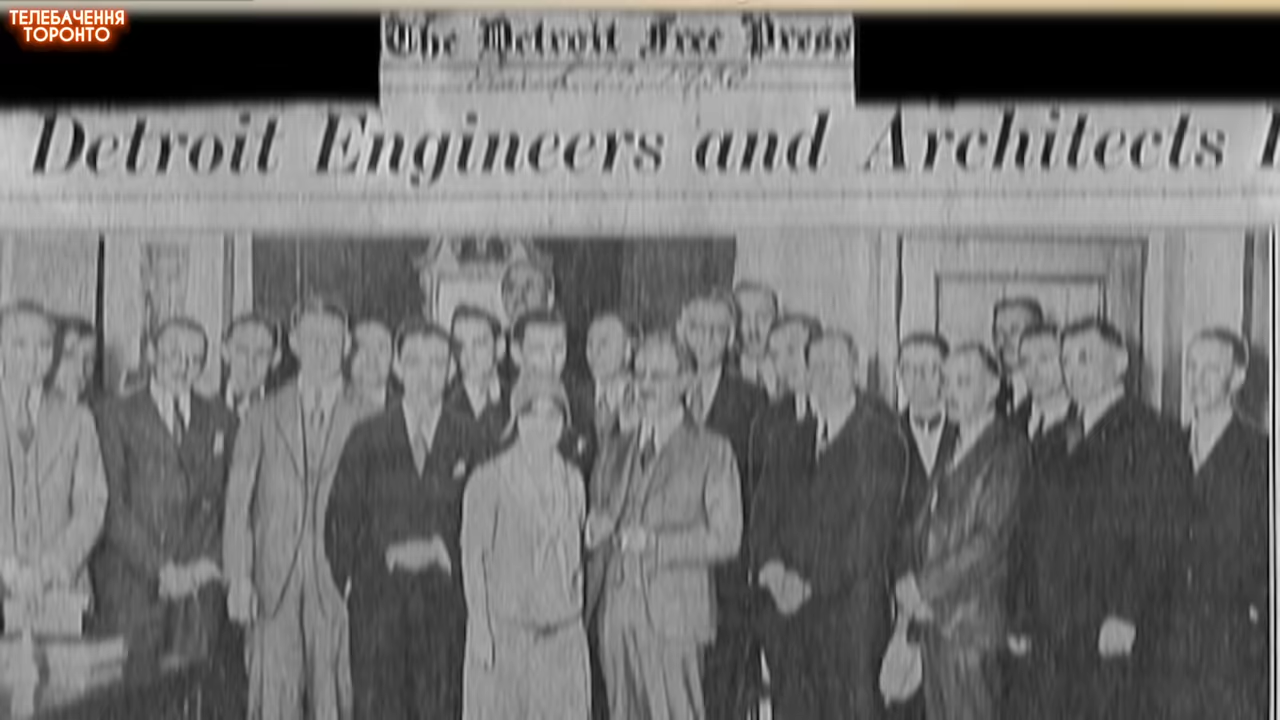 ТЕЛЕБАЧЕННЯ
ТОРОНТО
The Detroit Free Press
Detroit Engineers and Architects